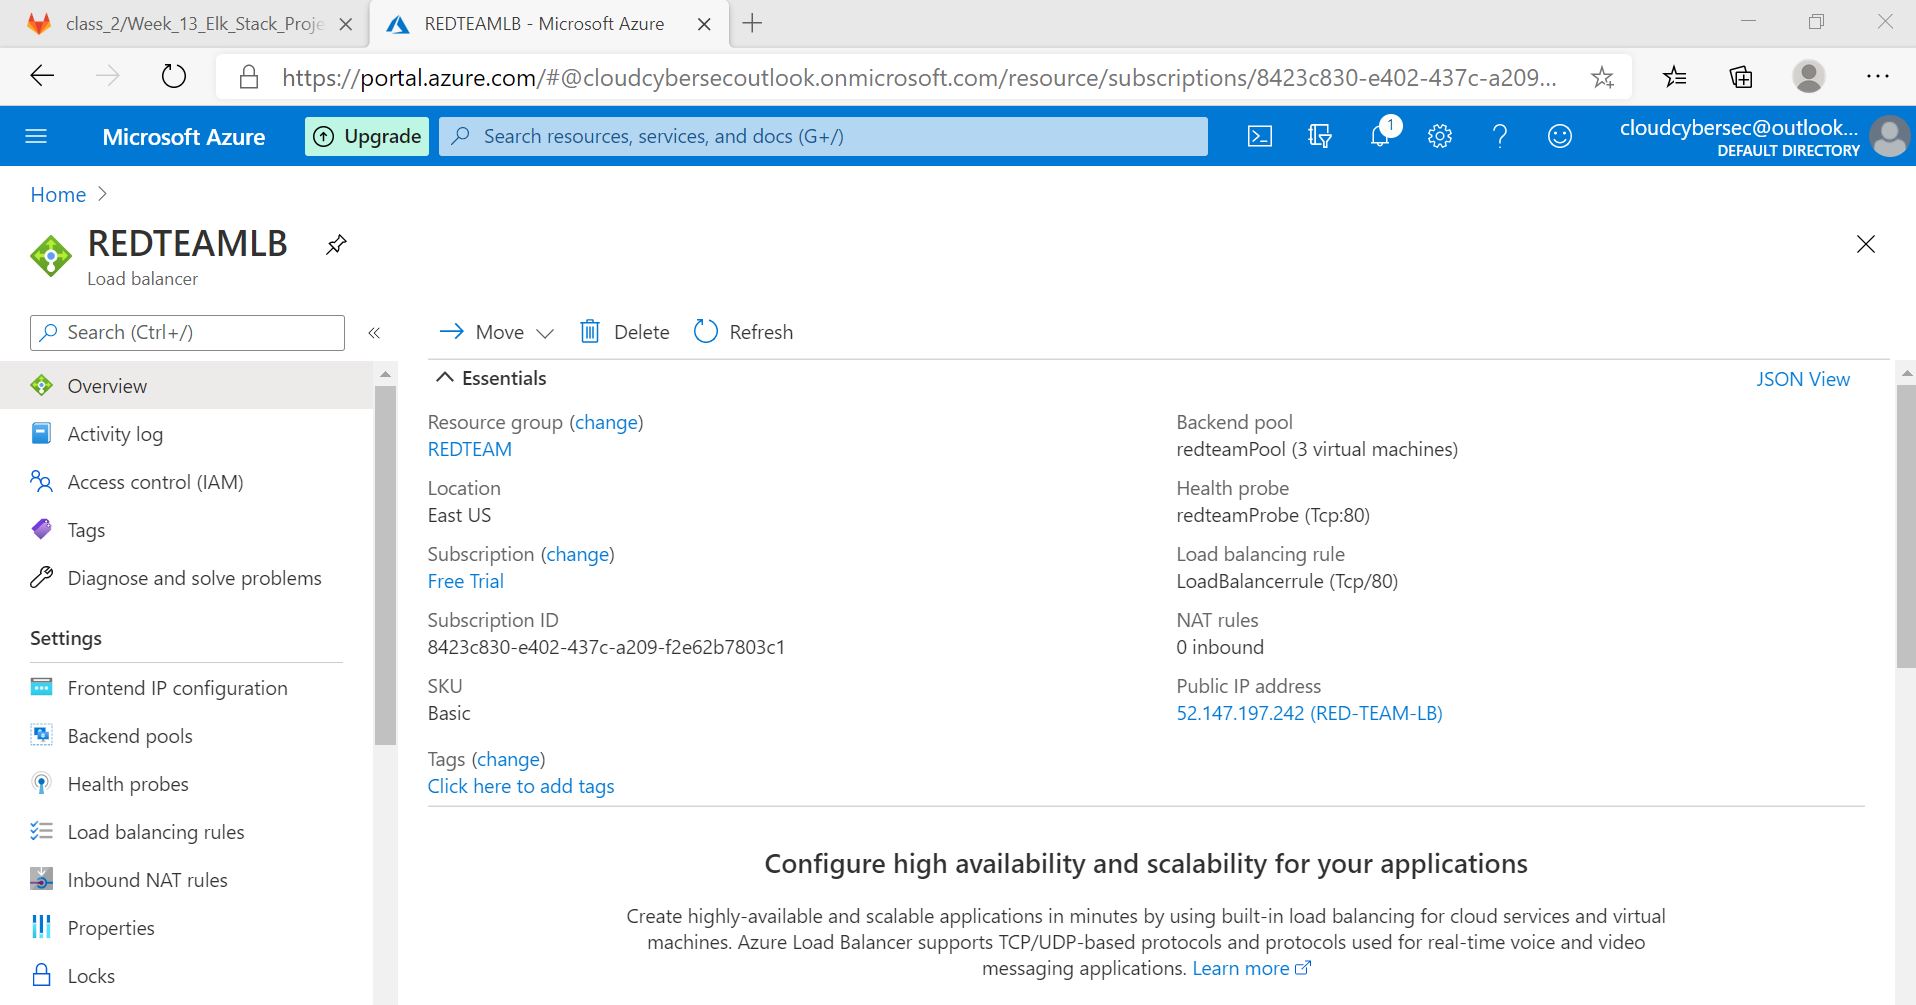 class_2/Week_13_Elk_Stack_Proje
REDTEAMLB - Microsoft Azure
https://portal.azure.com/#@cloudcybersecoutlook.onmicrosoft.com/resource/subscriptions/8423c830-e402-437c-a209...
Microsoft Azure
Upgrade
Search resources, services, and docs (G+/)
1
cloudcybersec@outlook...
DEFAULT DIRECTORY
Home
REDTEAMLB
Load balancer
Search (Ctrl+/)
«
Overview
Activity log
Access control (IAM)
Tags
Diagnose and solve problems
Settings
Frontend IP configuration
Backend pools
Health probes
Load balancing rules
Inbound NAT rules
Properties
Locks
Move
Delete
Refresh
Essentials
JSON View
Resource group (change)
REDTEAM
Location
East US
Subscription (change)
Free Trial
Subscription ID
8423c830-e402-437c-a209-f2e62b7803c1
SKU
Basic
Tags (change)
Click here to add tags
Backend pool
redteamPool (3 virtual machines)
Health probe
redteamProbe (Tcp:80)
Load balancing rule
LoadBalancerrule (Tcp/80)
NAT rules
0 inbound
Public IP address
52.147.197.242 (RED-TEAM-LB)
Configure high availability and scalability for your applications
Create highly-available and scalable applications in minutes by using built-in load balancing for cloud services and virtual
machines. Azure Load Balancer supports TCP/UDP-based protocols and protocols used for real-time voice and video
messaging applications. Learn more